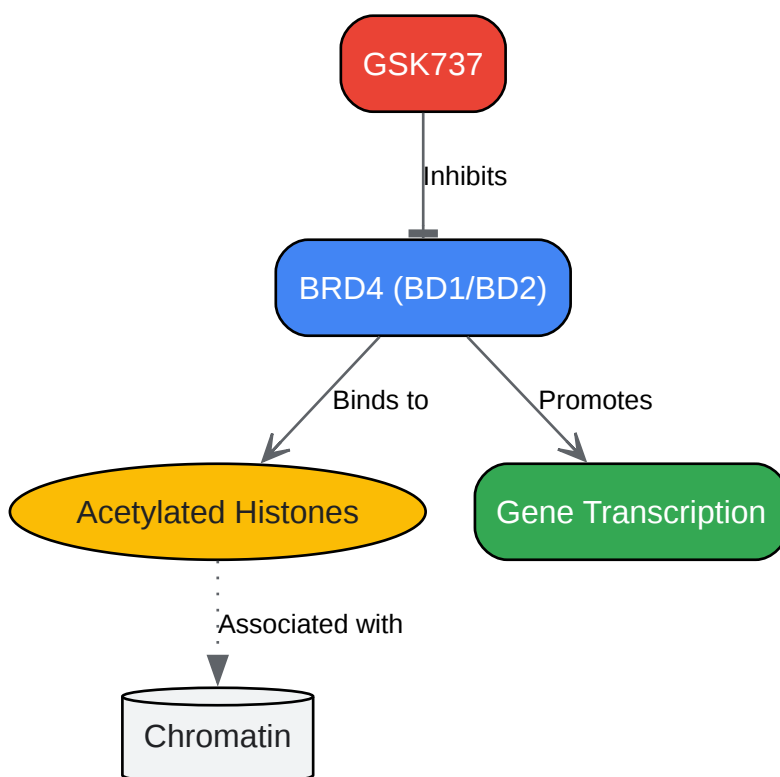 GSK737
Inhibits
BRD4 (BD1/BD2)
Binds to
Promotes
Acetylated Histones
Gene Transcription
Associated with
Chromatin